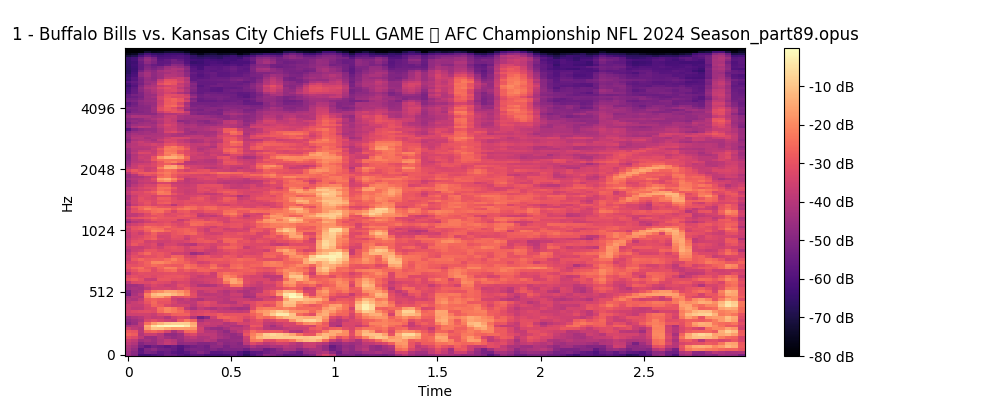 1 - Buffalo Bills vs. Kansas City Chiefs FULL GAME AFC Championship NFL 2024 Season_part89.opus
Hz
4096
2048
1024
512
0
0
0.5
1
1.5
2
2.5
Time
-10 dB
-20 dB
-30 dB
-40 dB
-50 dB
-60 dB
-70 dB
-80 dB